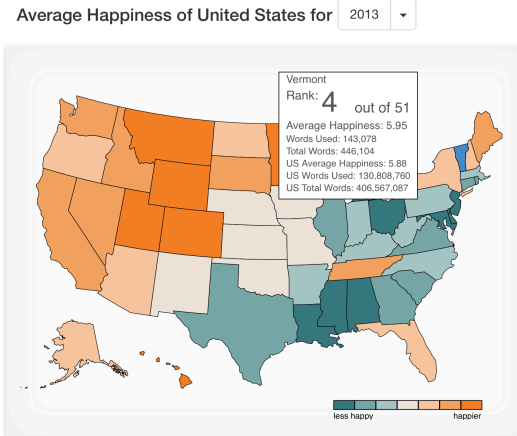 Average Happiness of United States for 2013
Vermont
Rank: 4 out of 51
Average Happiness: 5.95
Words Used: 143,078
Total Words: 446,104
US Average Happiness: 5.88
US Words Used: 130,808,760
US Total Words: 406,567,087
less happy happier